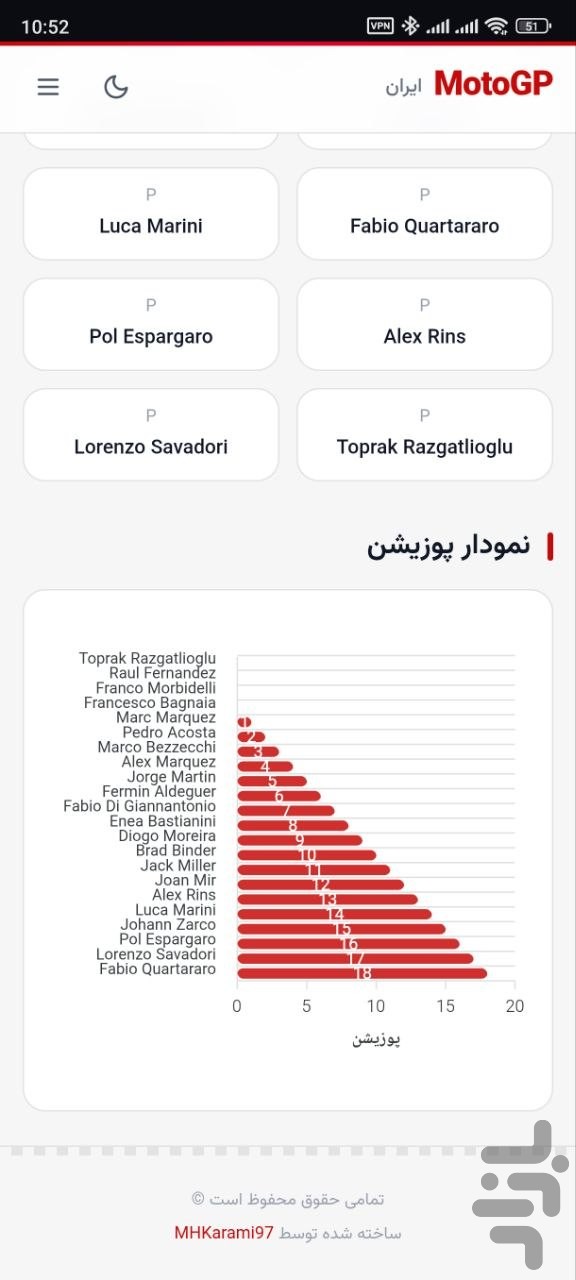 10:52 VPN 51
MotoGP ایران
P
Fabio Quartararo
P
Luca Marini
P
Alex Rins
P
Pol Espargaro
P
Toprak Razgatlioglu
P
Lorenzo Savadori
نمودار پوزیشن
Toprak Razgatlioglu
Raul Fernandez
Franco Morbidelli
Francesco Bagnaia
Marc Marquez 1
Pedro Acosta 2
Marco Bezzecchi 3
Alex Marquez 4
Jorge Martin 5
Fermin Aldeguer 6
Fabio Di Giannantonio 7
Enea Bastianini 8
Diogo Moreira 9
Brad Binder 10
Jack Miller 11
Joan Mir 12
Alex Rins 13
Luca Marini 14
Johann Zarco 15
Pol Espargaro 16
Lorenzo Savadori 17
Fabio Quartararo 18
0 5 10 15 20
پوزیشن
تمامی حقوق محفوظ است ©
ساخته شده توسط MHKarami97